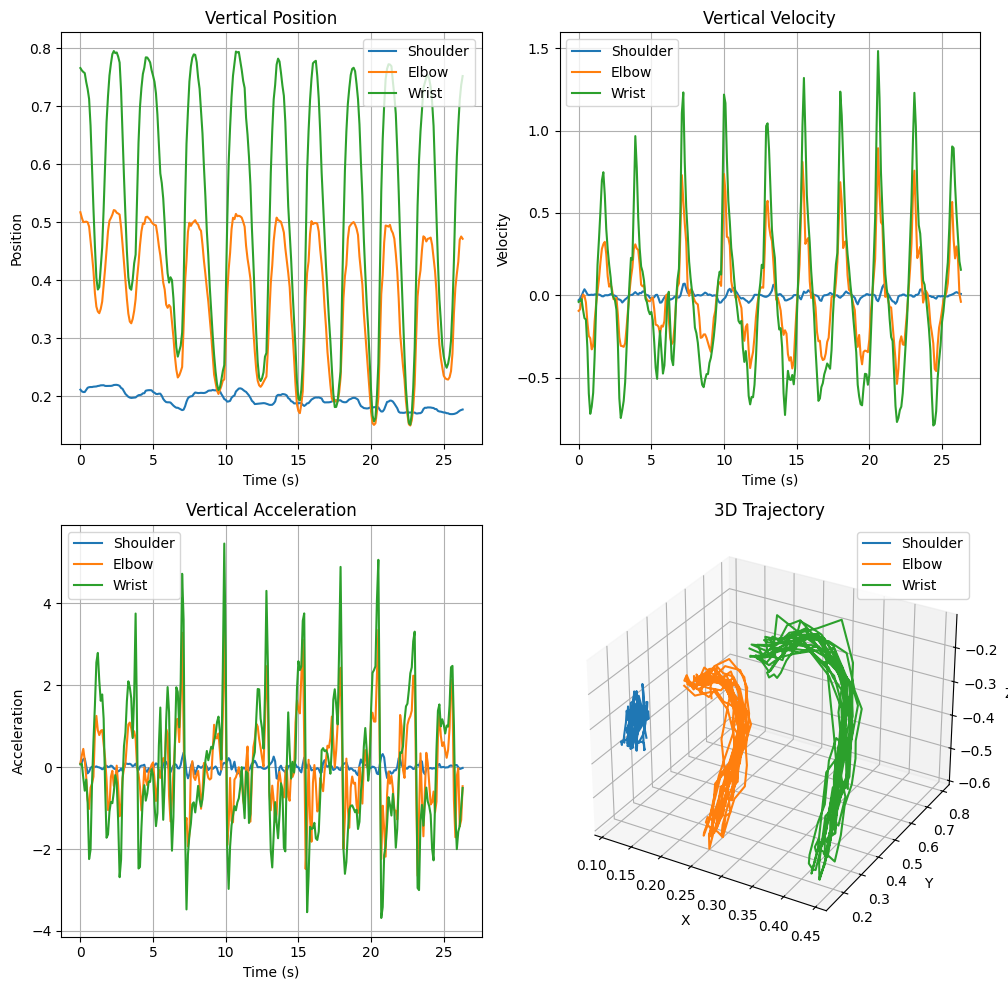 Vertical Position
Shoulder
Elbow
Wrist
0.8
0.7
0.6
0.5
0.4
0.3
0.2
Position
0
5
10
15
20
25
Time (s)
Vertical Velocity
Shoulder
Elbow
Wrist
1.5
1.0
0.5
0.0
−0.5
Velocity
0
5
10
15
20
25
Time (s)
Vertical Acceleration
Shoulder
Elbow
Wrist
4
2
0
−2
−4
Acceleration
0
5
10
15
20
25
Time (s)
3D Trajectory
Shoulder
Elbow
Wrist
−0.2
−0.3
−0.4
−0.5
−0.6
0.8
0.7
0.6
0.5
0.4
0.3
0.2
Y
0.10
0.15
0.20
0.25
0.30
0.35
0.40
0.45
X